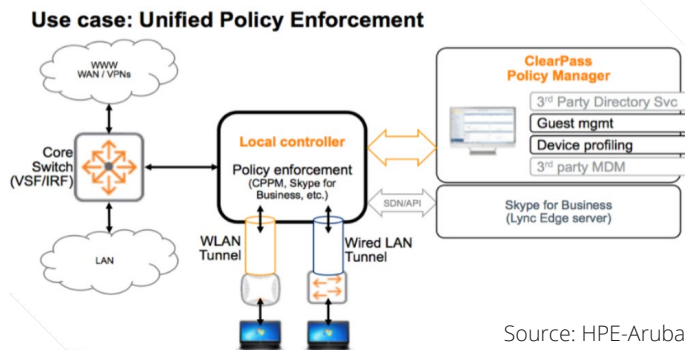 Use case: Unified Policy Enforcement
WWW
WAN / VPNs
Core
Switch
(VSF/IRF)
LAN
Local controller
Policy enforcement
(CPPM, Skype for
Business, etc.)
WLAN
Tunnel
Wired LAN
Tunnel
ClearPass
Policy Manager
3rd Party Directory Svc
Guest mgmt
Device profiling
3rd party MDM
SDN/API
Skype for Business
(Lync Edge server)
Source: HPE-Aruba